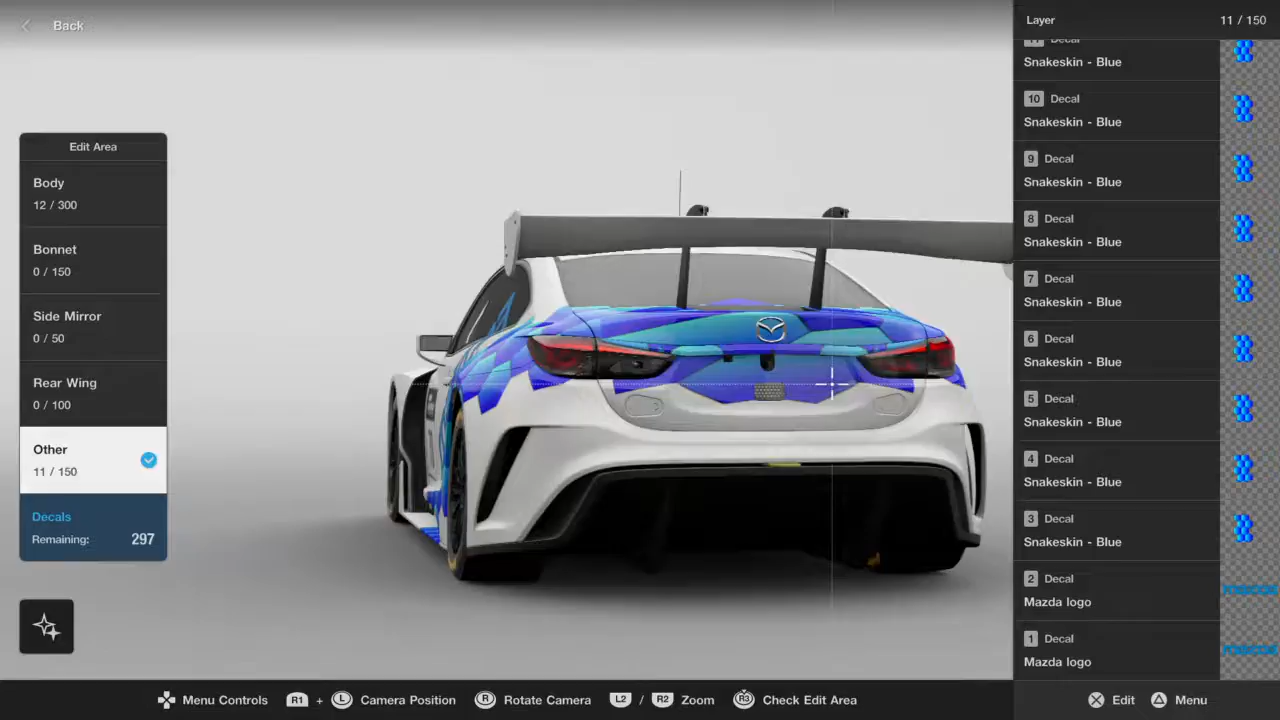 Back
Layer
11 / 150
Edit Area
Body
12 / 300
Bonnet
0 / 150
Side Mirror
0 / 50
Rear Wing
0 / 100
Other
11 / 150
Decals
Remaining: 297
11 Decal
Snakeskin - Blue
10 Decal
Snakeskin - Blue
9 Decal
Snakeskin - Blue
8 Decal
Snakeskin - Blue
7 Decal
Snakeskin - Blue
6 Decal
Snakeskin - Blue
5 Decal
Snakeskin - Blue
4 Decal
Snakeskin - Blue
3 Decal
Snakeskin - Blue
2 Decal
Mazda logo
mazda
1 Decal
Mazda logo
mazda
Menu Controls
R1 + L Camera Position
R Rotate Camera
L2 / R2 Zoom
R3 Check Edit Area
Edit
Menu